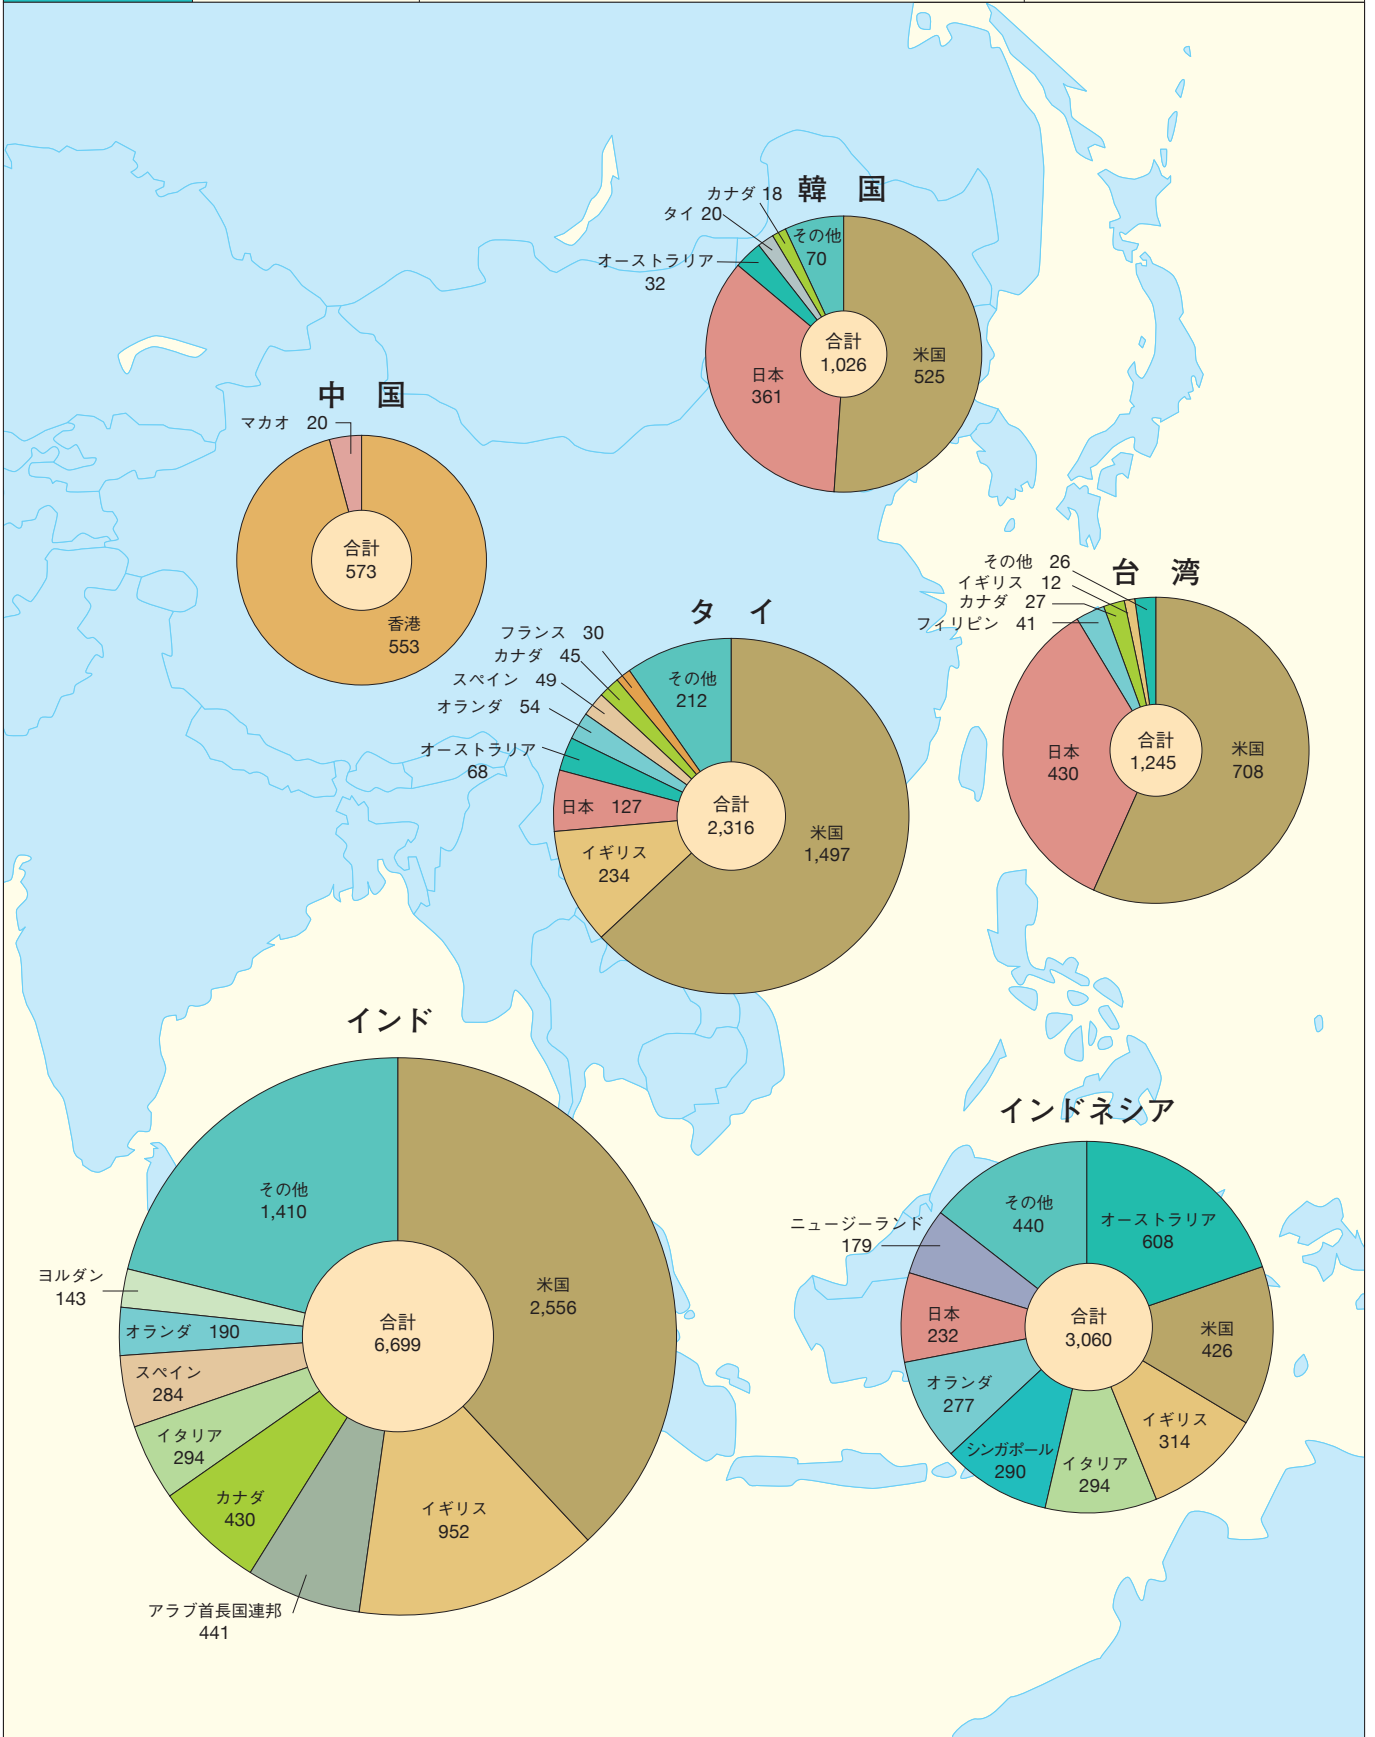 韓　国
カナダ 18
タイ 20
オーストラリア
32
その他
70
合計
1,026
米国
525
日本
361
中　国
マカオ　20
合計
573
香港
553
台　湾
その他　26
イギリス　12
カナダ　27
フィリピン　41
日本
430
合計
1,245
米国
708
タ　イ
フランス　30
カナダ　45
スペイン　49
オランダ　54
オーストラリア
68
その他
212
日本　127
合計
2,316
米国
1,497
イギリス
234
インド
その他
1,410
米国
2,556
ヨルダン
143
オランダ　190
合計
6,699
スペイン
284
イタリア
294
カナダ
430
イギリス
952
アラブ首長国連邦
441
インドネシア
その他
440
オーストラリア
608
ニュージーランド
179
日本
232
合計
3,060
米国
426
オランダ
277
イギリス
314
シンガポール
290
イタリア
294